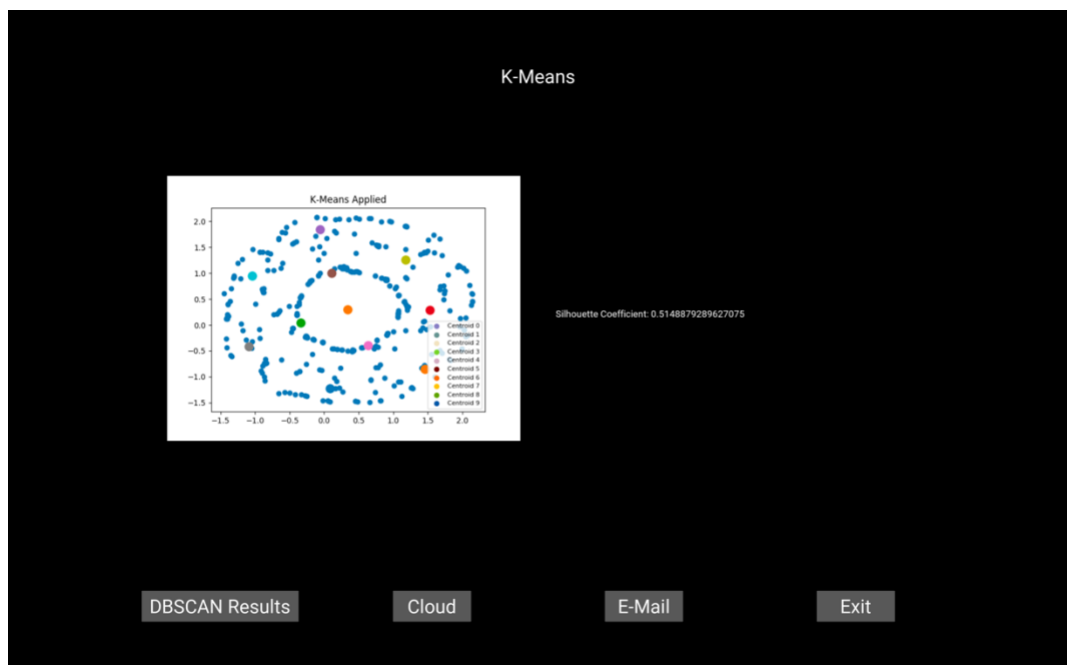 K-Means
K-Means Applied
2.0
1.5
1.0
0.5
0.0
−0.5
−1.0
−1.5
−1.5
−1.0
−0.5
0.0
0.5
1.0
1.5
2.0
Centroid 0
Centroid 1
Centroid 2
Centroid 3
Centroid 4
Centroid 5
Centroid 6
Centroid 7
Centroid 8
Centroid 9
Silhouette Coefficient: 0.5148879289627075
DBSCAN Results
Cloud
E-Mail
Exit